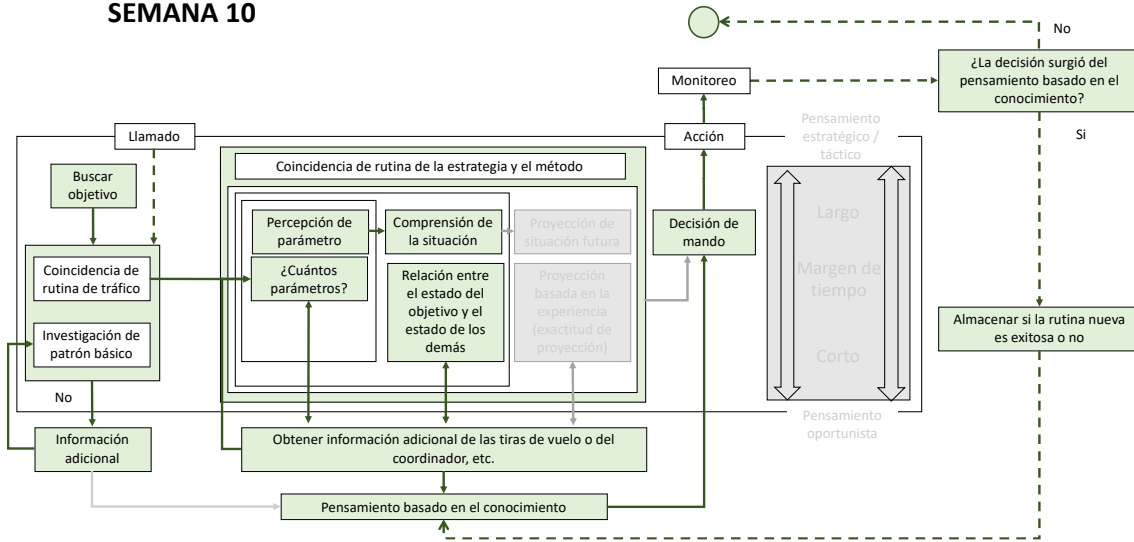 SEMANA 10
No
¿La decisión surgió del
pensamiento basado en el
conocimiento?
Monitoreo
Si
Llamado
Acción
Pensamiento
estratégico /
táctico
Buscar
objetivo
Coincidencia de rutina de la estrategia y el método
Percepción de
parámetro
Comprensión de
la situación
Proyección de
situación futura
Decisión de
mando
Largo
Coincidencia de
rutina de tráfico
¿Cuántos
parámetros?
Relación entre
el estado del
objetivo y el
estado de los
demás
Proyección
basada en la
experiencia
(exactitud de
proyección)
Margen de
tiempo
Investigación de
patrón básico
Corto
Almacenar si la rutina nueva
es exitosa o no
No
Pensamiento
oportunista
Información
adicional
Obtener información adicional de las tiras de vuelo o del
coordinador, etc.
Pensamiento basado en el conocimiento